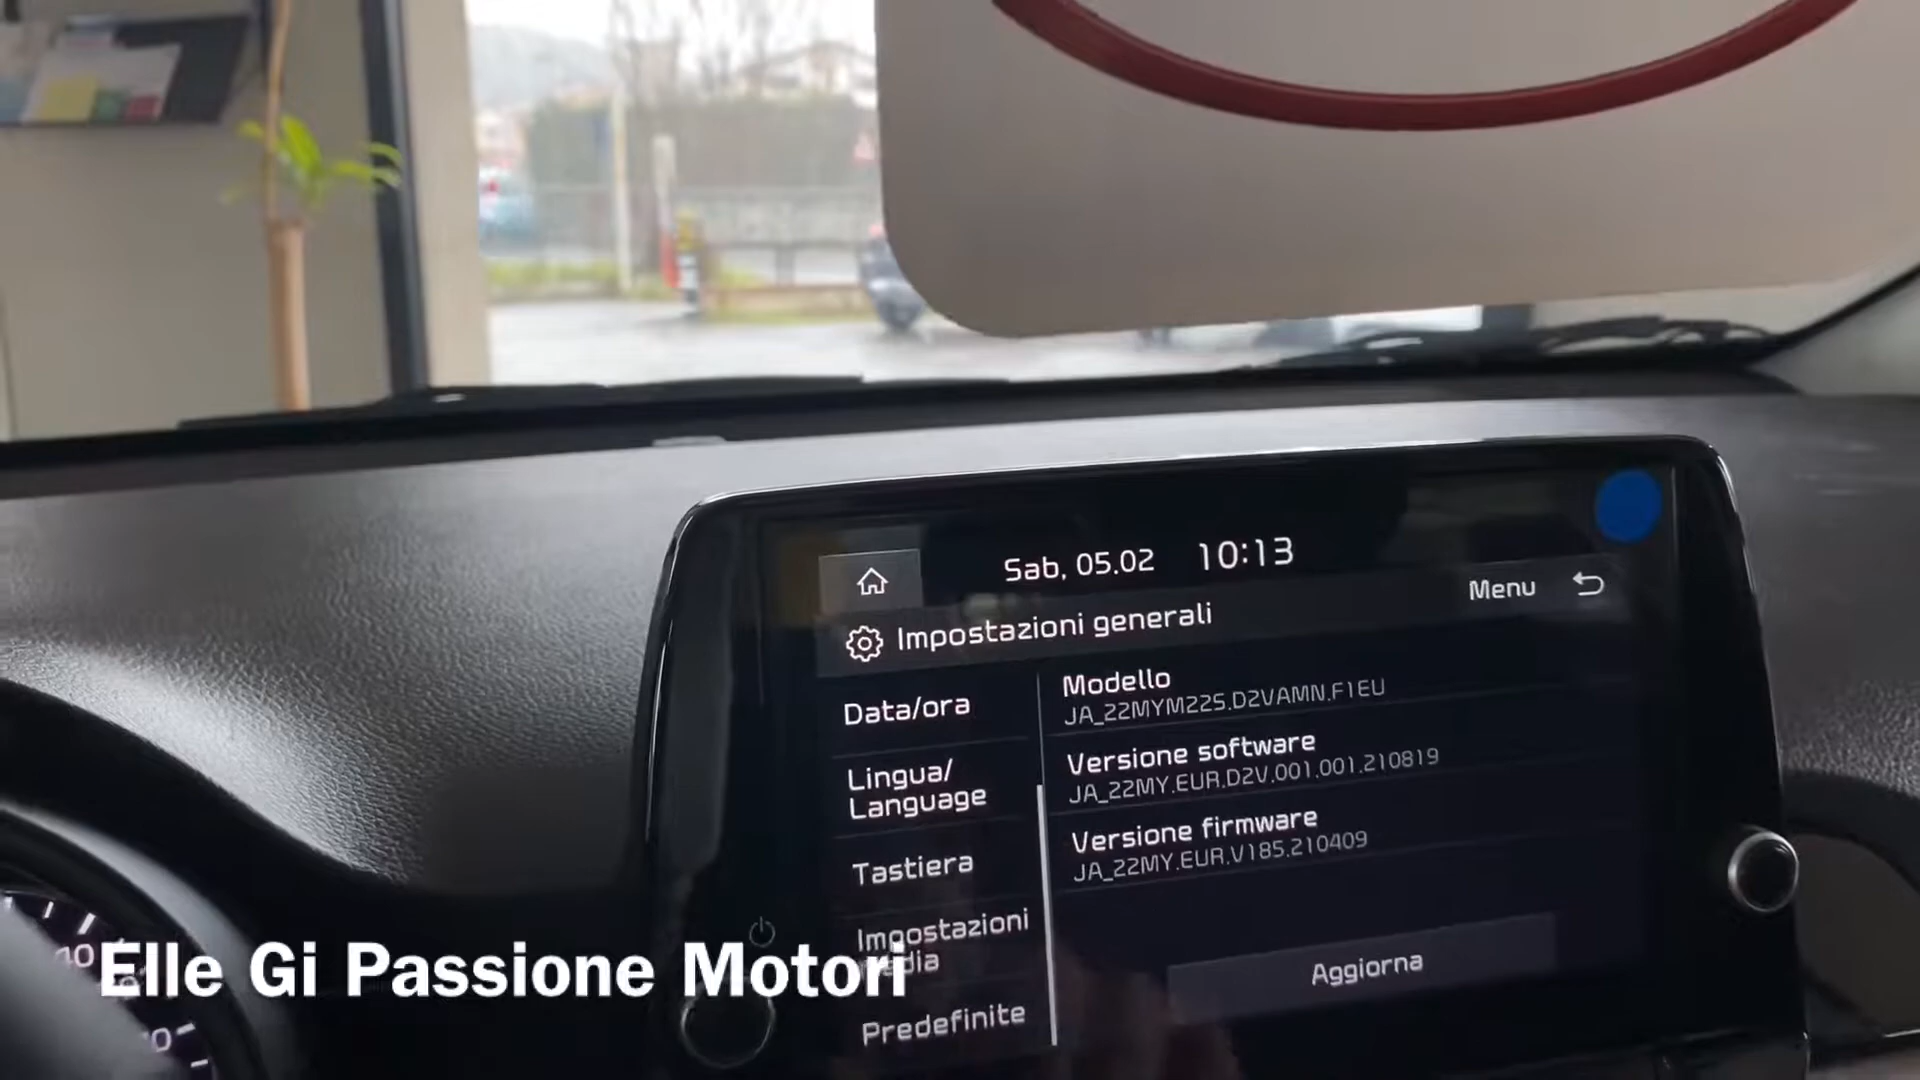 Sab, 05.02 10:13
Menu
Impostazioni generali
Data/ora
Lingua/
Language
Tastiera
Impostazioni
Predefinite
Modello
JA_22MYM22S.D2VAMN.F1EU
Versione software
JA_22MY.EUR.D2V.001.001.210819
Versione firmware
JA_22MY.EUR.V185.210409
Aggiorna
Elle Gi Passione Motori